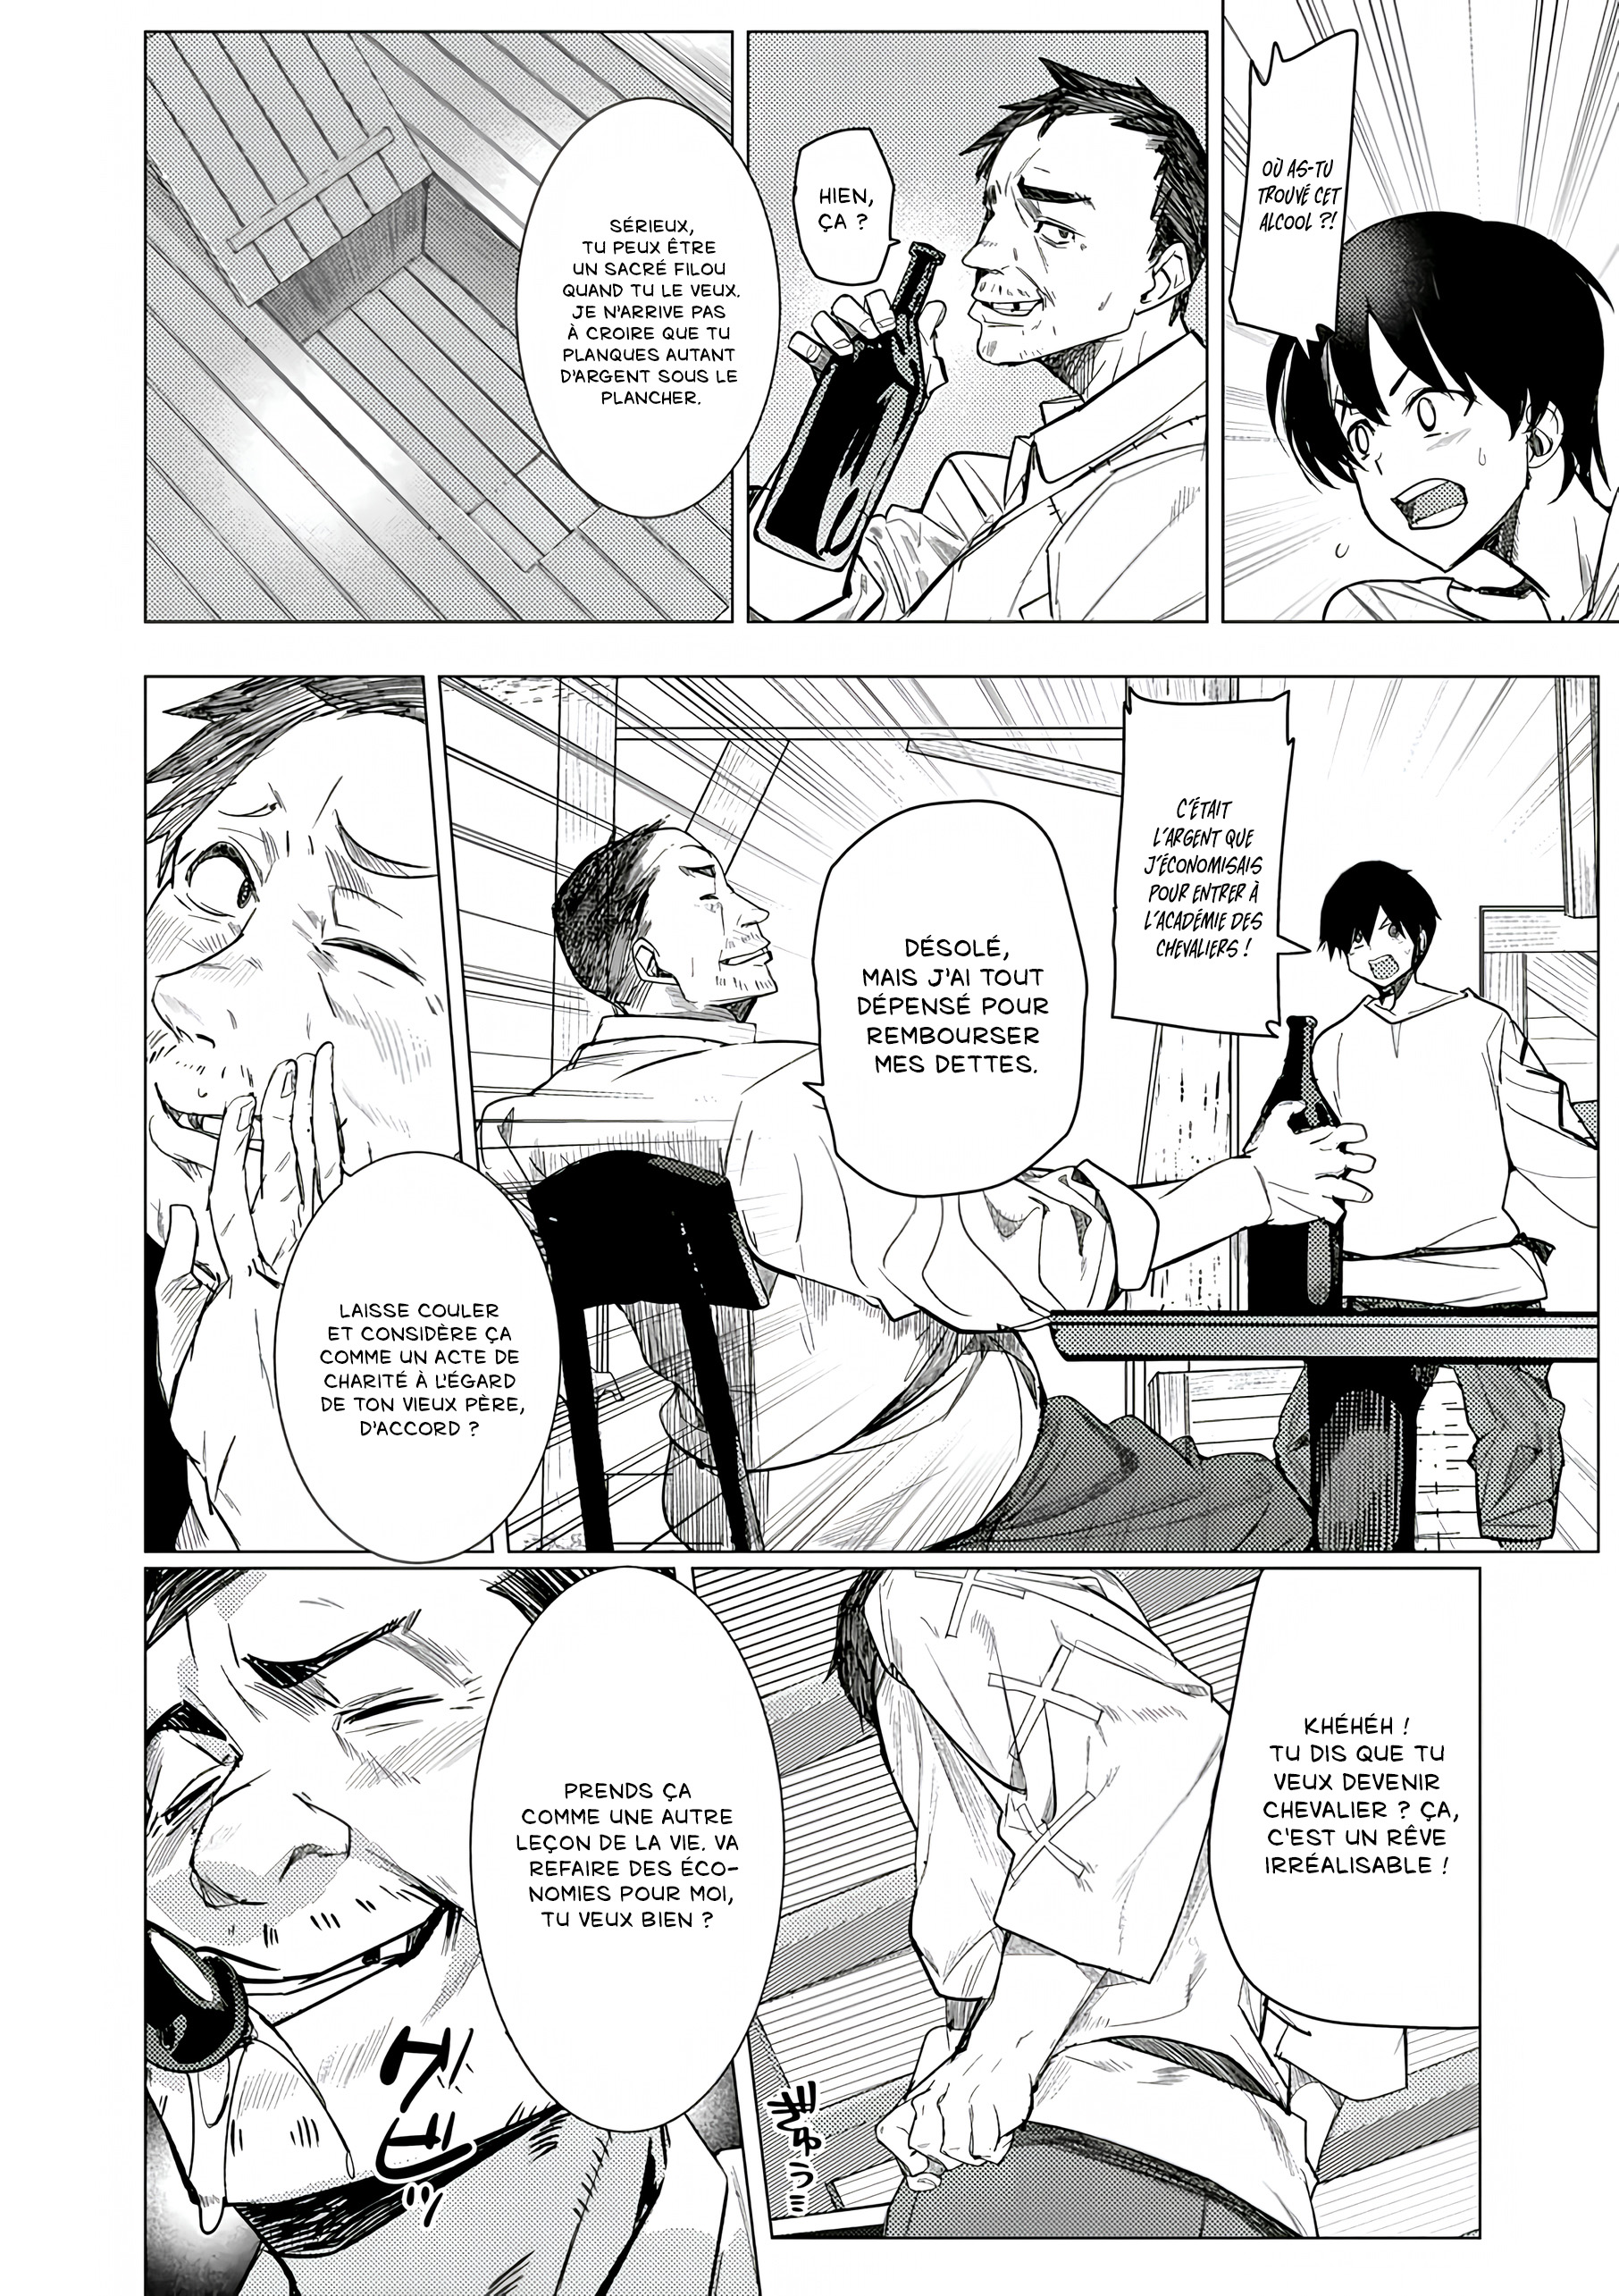 OÙ AS-TU
TROUVÉ CET
ALCOOL ?!
HIEN,
ÇA ?
SÉRIEUX,
TU PEUX ÊTRE
UN SACRÉ FILOU
QUAND TU LE VEUX.
JE N'ARRIVE PAS
À CROIRE QUE TU
PLANQUES AUTANT
D'ARGENT SOUS LE
PLANCHER.
C'ÉTAIT
L'ARGENT QUE
J'ÉCONOMISAIS
POUR ENTRER À
L'ACADÉMIE DES
CHEVALIERS !
DÉSOLÉ,
MAIS J'AI TOUT
DÉPENSÉ POUR
REMBOURSER
MES DETTES.
LAISSE COULER
ET CONSIDÈRE ÇA
COMME UN ACTE DE
CHARITÉ À L'ÉGARD
DE TON VIEUX PÈRE,
D'ACCORD ?
KHÉHÉH !
TU DIS QUE TU
VEUX DEVENIR
CHEVALIER ? ÇA,
C'EST UN RÊVE
IRRÉALISABLE !
ぎゅぅ
PRENDS ÇA
COMME UNE AUTRE
LEÇON DE LA VIE. VA
REFAIRE DES ÉCO-
NOMIES POUR MOI,
TU VEUX BIEN ?